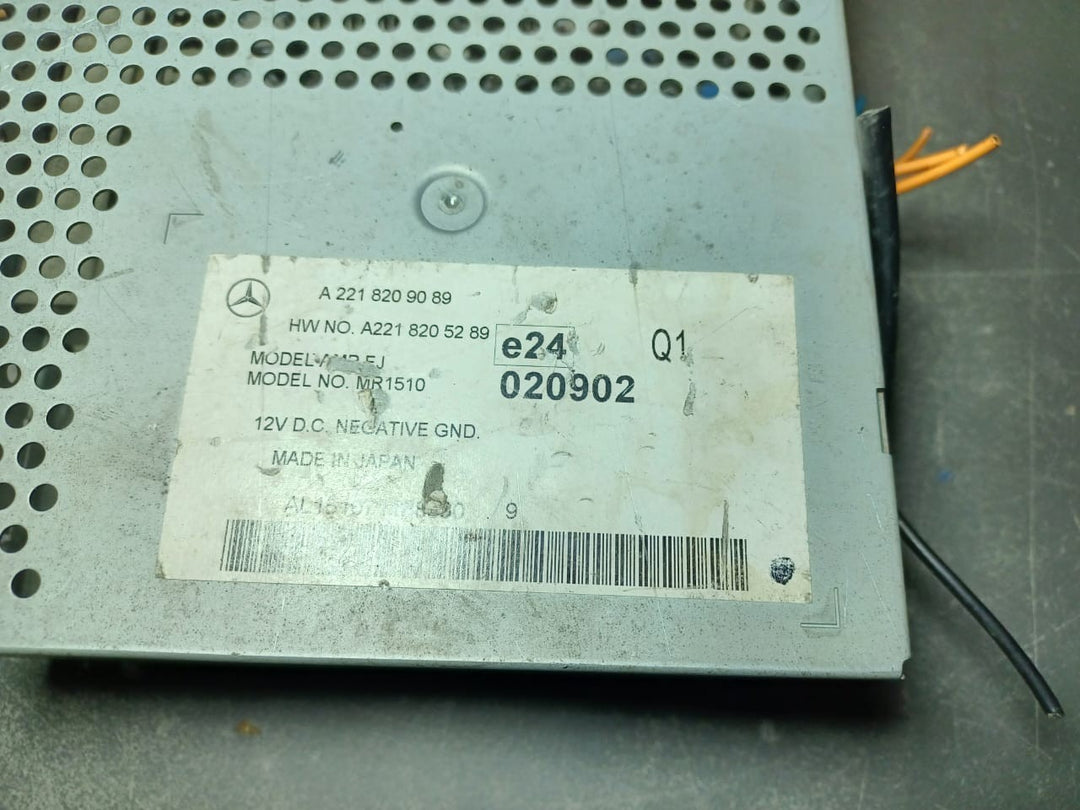 A 221 820 90 89
HW NO. A221 820 52 89
e24
Q1
MODEL
MODEL NO. MR1510
020902
12V D.C. NEGATIVE GND.
MADE IN JAPAN
9